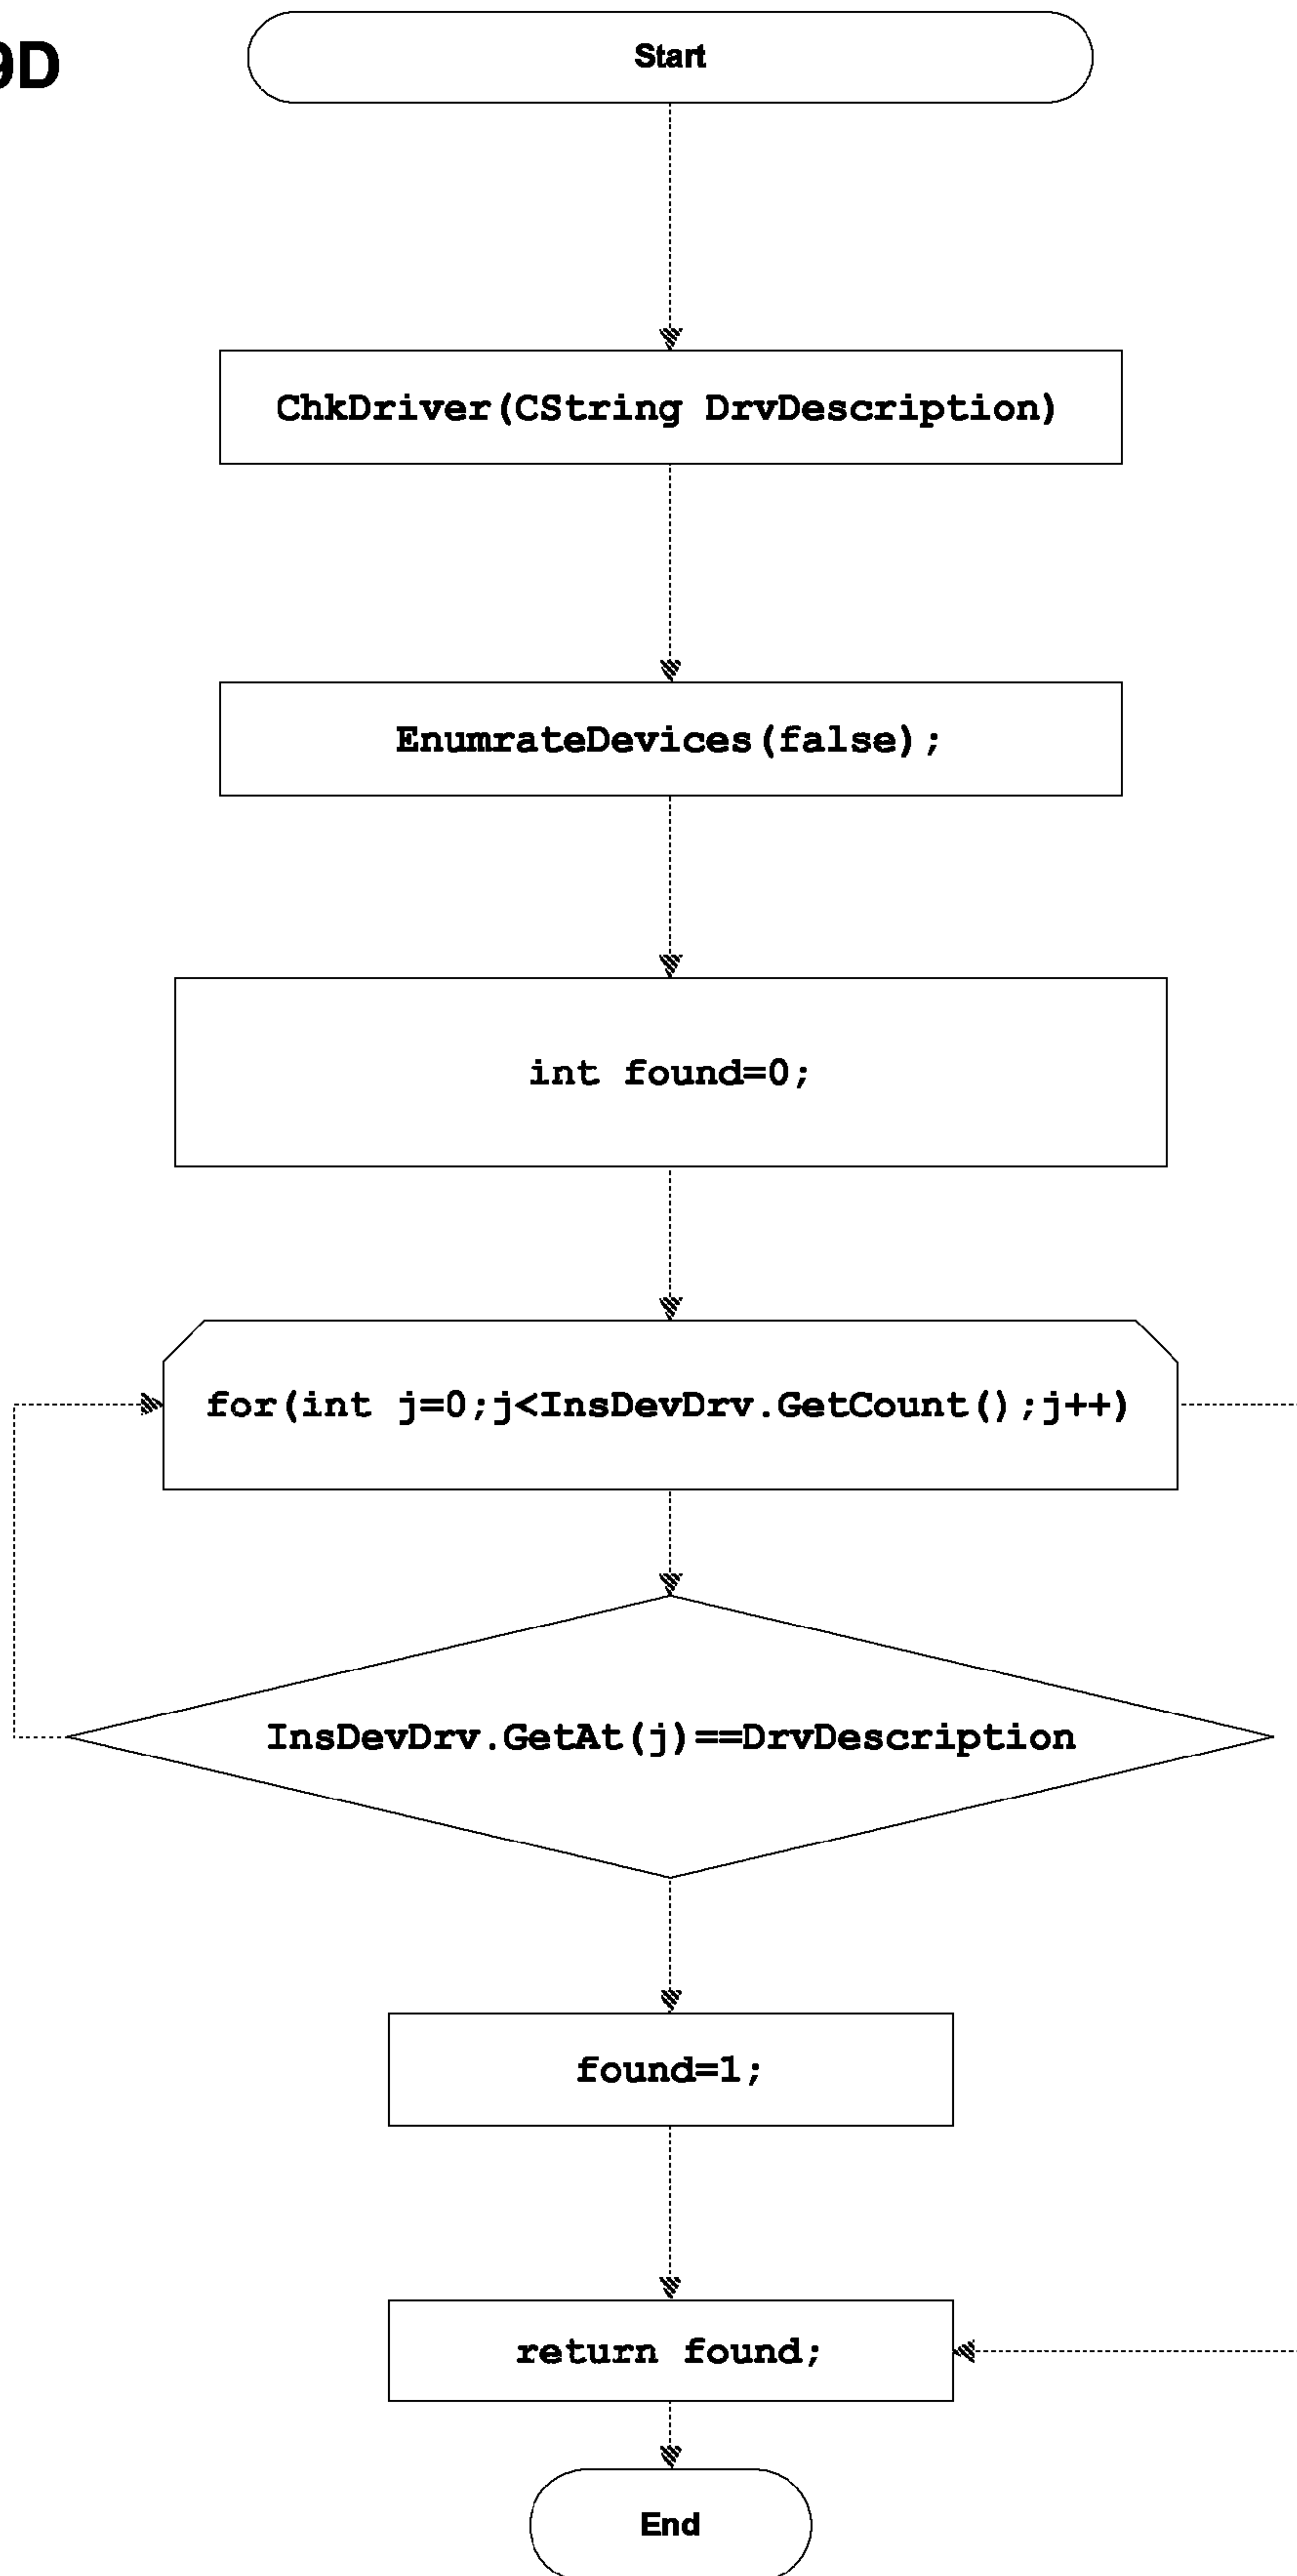 9D
Start
ChkDriver(CString DrvDescription)
EnumrateDevices(false);
int found=0;
for(int j=0;j<InsDevDrv.GetCount();j++)
InsDevDrv.GetAt(j)==DrvDescription
found=1;
return found;
End